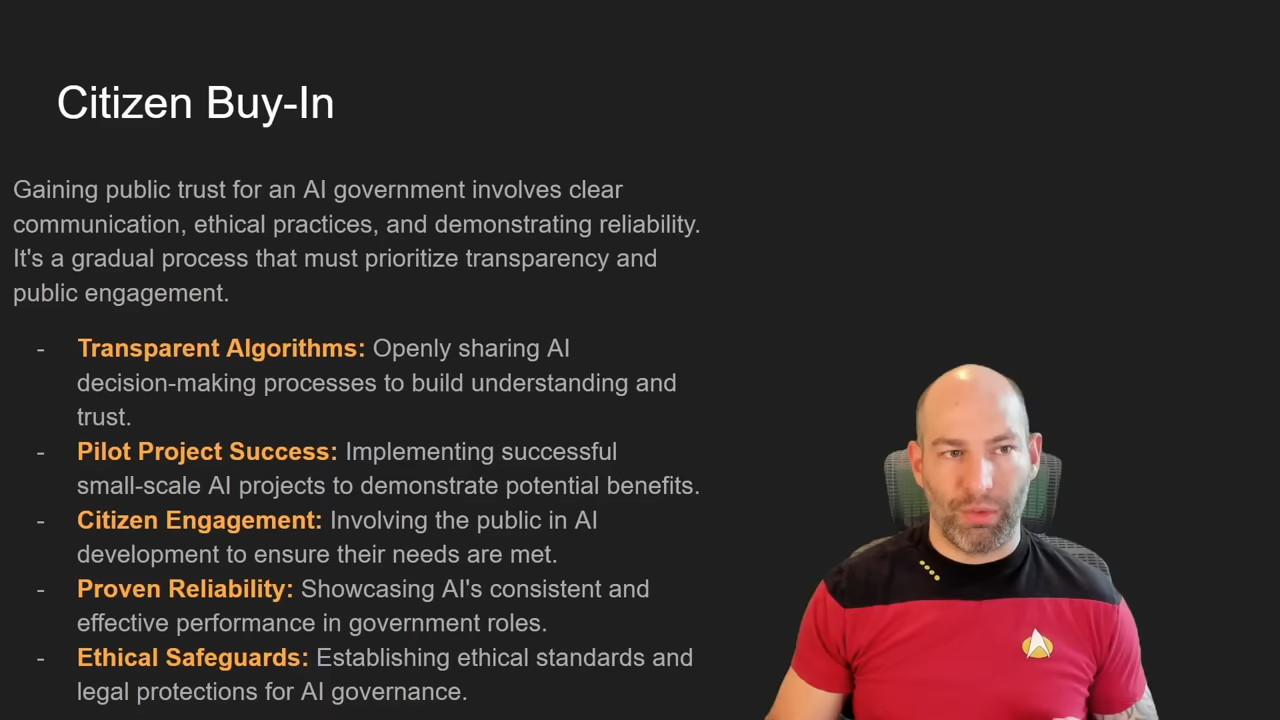 Citizen Buy-In
Gaining public trust for an AI government involves clear
communication, ethical practices, and demonstrating reliability.
It's a gradual process that must prioritize transparency and
public engagement.
- Transparent Algorithms: Openly sharing AI
decision-making processes to build understanding and
trust.
- Pilot Project Success: Implementing successful
small-scale AI projects to demonstrate potential benefits.
- Citizen Engagement: Involving the public in AI
development to ensure their needs are met.
- Proven Reliability: Showcasing AI's consistent and
effective performance in government roles.
- Ethical Safeguards: Establishing ethical standards and
legal protections for AI governance.